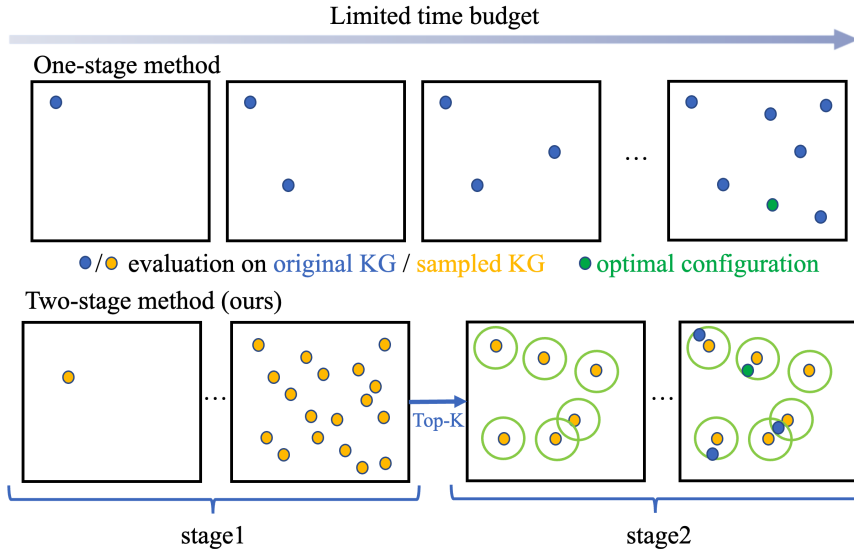 Limited time budget
One-stage method
...
/ evaluation on original KG / sampled KG optimal configuration
Two-stage method (ours)
... Top-K ...
stage1 stage2